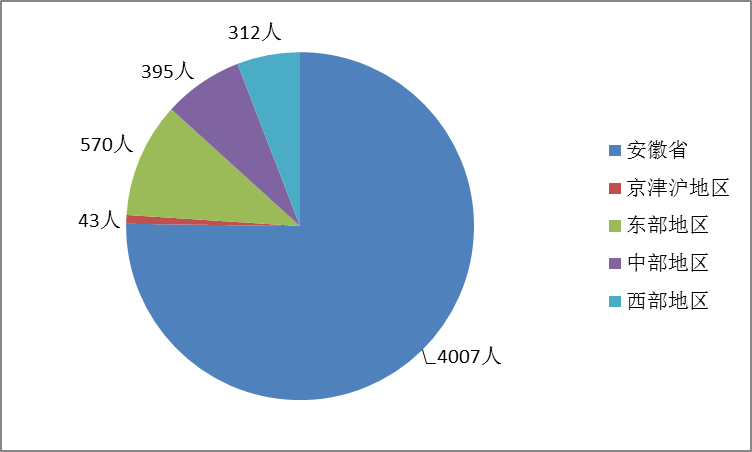 312人
395人
570人
43人
4007人
安徽省
京津沪地区
东部地区
中部地区
西部地区